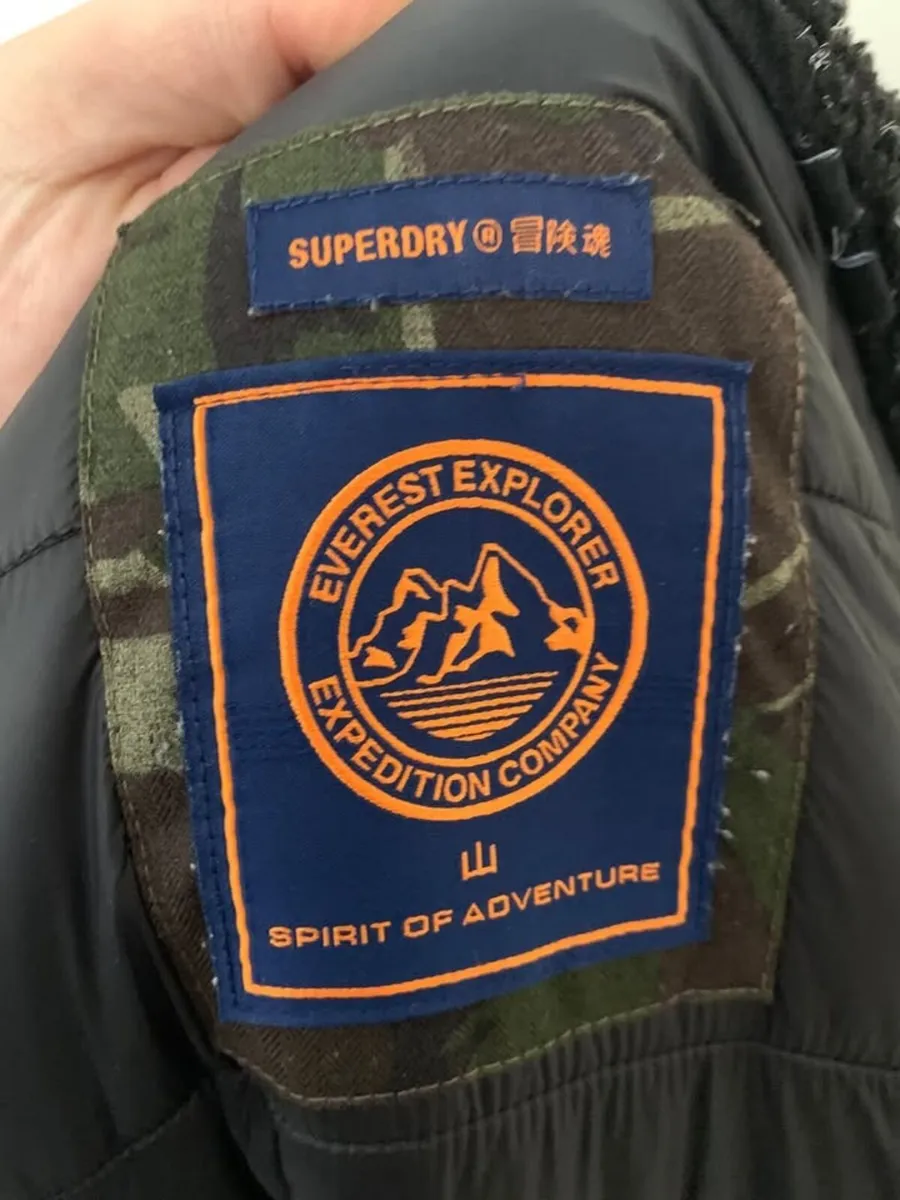 SUPERDRY® 冒険魂
EVEREST EXPLORER
EXPEDITION COMPANY
山
SPIRIT OF ADVENTURE